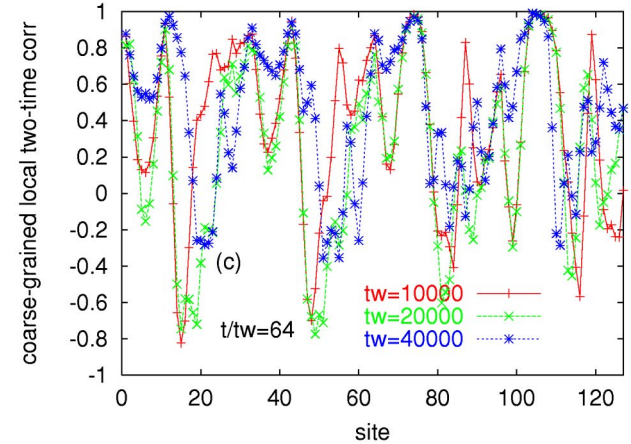 coarse-grained local two-time corr
1
0.8
0.6
0.4
0.2
0
-0.2
-0.4
-0.6
-0.8
-1
(c)
t/tw=64
tw=10000
tw=20000
tw=40000
0 20 40 60 80 100 120
site